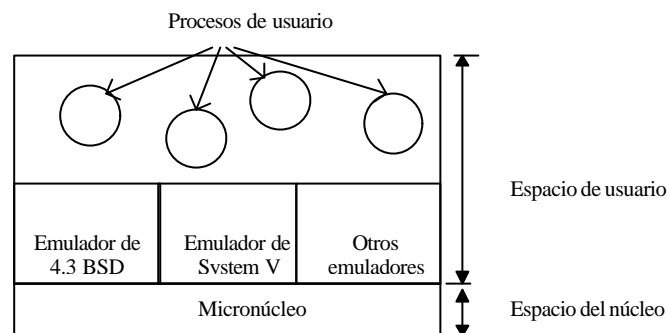 Procesos de usuario
Espacio de usuario
Emulador de
4.3 BSD
Emulador de
System V
Otros
emuladores
Micronúcleo
Espacio del núcleo